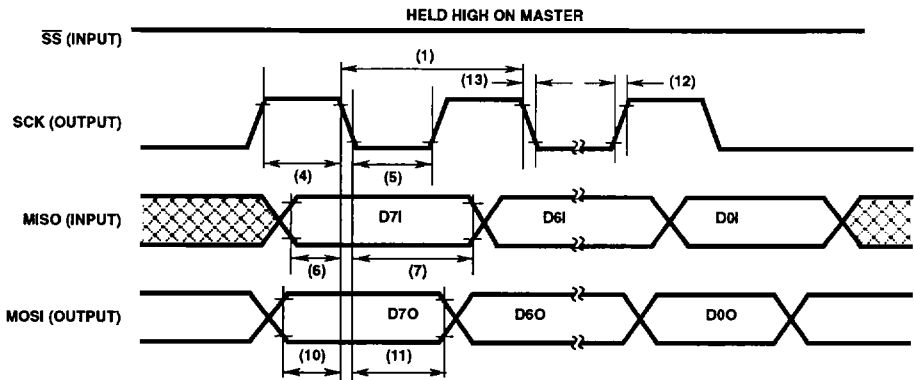 HELD HIGH ON MASTER
SS (INPUT)
(1)
(13)
(12)
SCK (OUTPUT)
(4)
(5)
MISO (INPUT)
D7I
D6I
D0I
(6)
(7)
MOSI (OUTPUT)
D7O
D6O
D0O
(10)
(11)